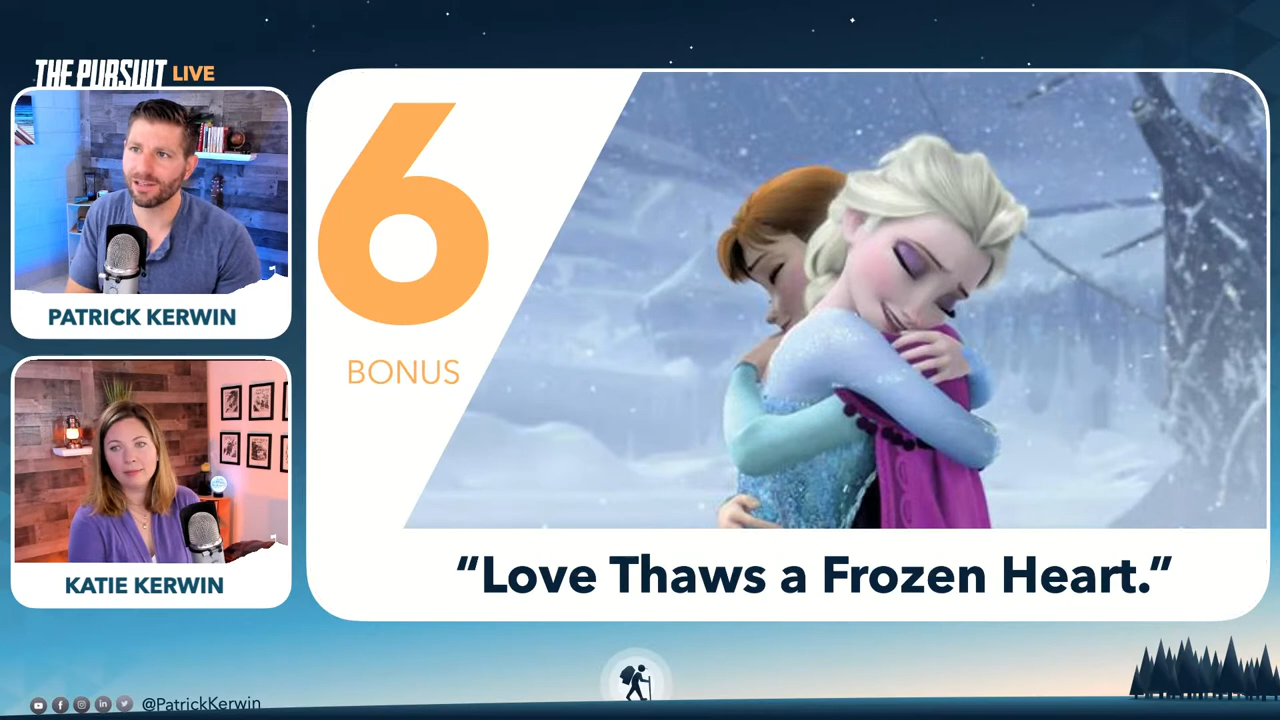 THE PURSUIT LIVE
PATRICK KERWIN
KATIE KERWIN
6
BONUS
“Love Thaws a Frozen Heart.”
@PatrickKerwin